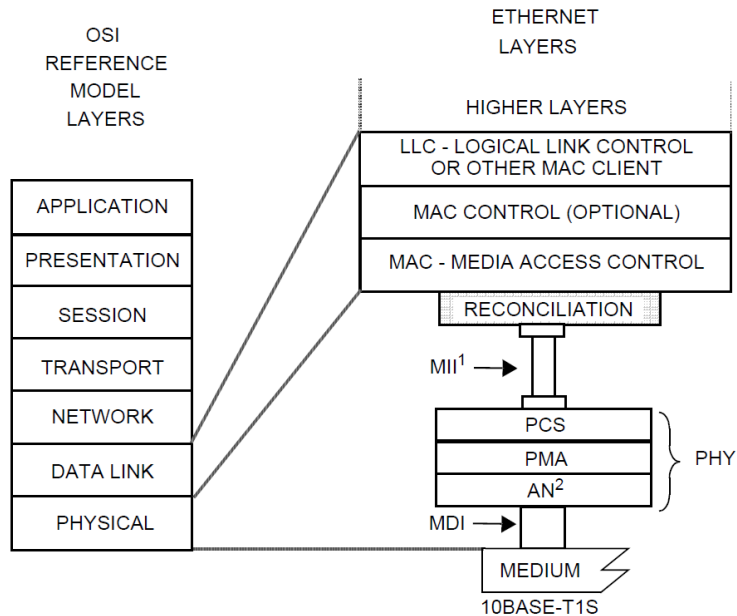 OSI
REFERENCE
MODEL
LAYERS
APPLICATION
PRESENTATION
SESSION
TRANSPORT
NETWORK
DATA LINK
PHYSICAL
ETHERNET
LAYERS
HIGHER LAYERS
LLC - LOGICAL LINK CONTROL
OR OTHER MAC CLIENT
MAC CONTROL (OPTIONAL)
MAC - MEDIA ACCESS CONTROL
RECONCILIATION
MII¹
PCS
PMA
AN²
PHY
MDI
MEDIUM
10BASE-T1S